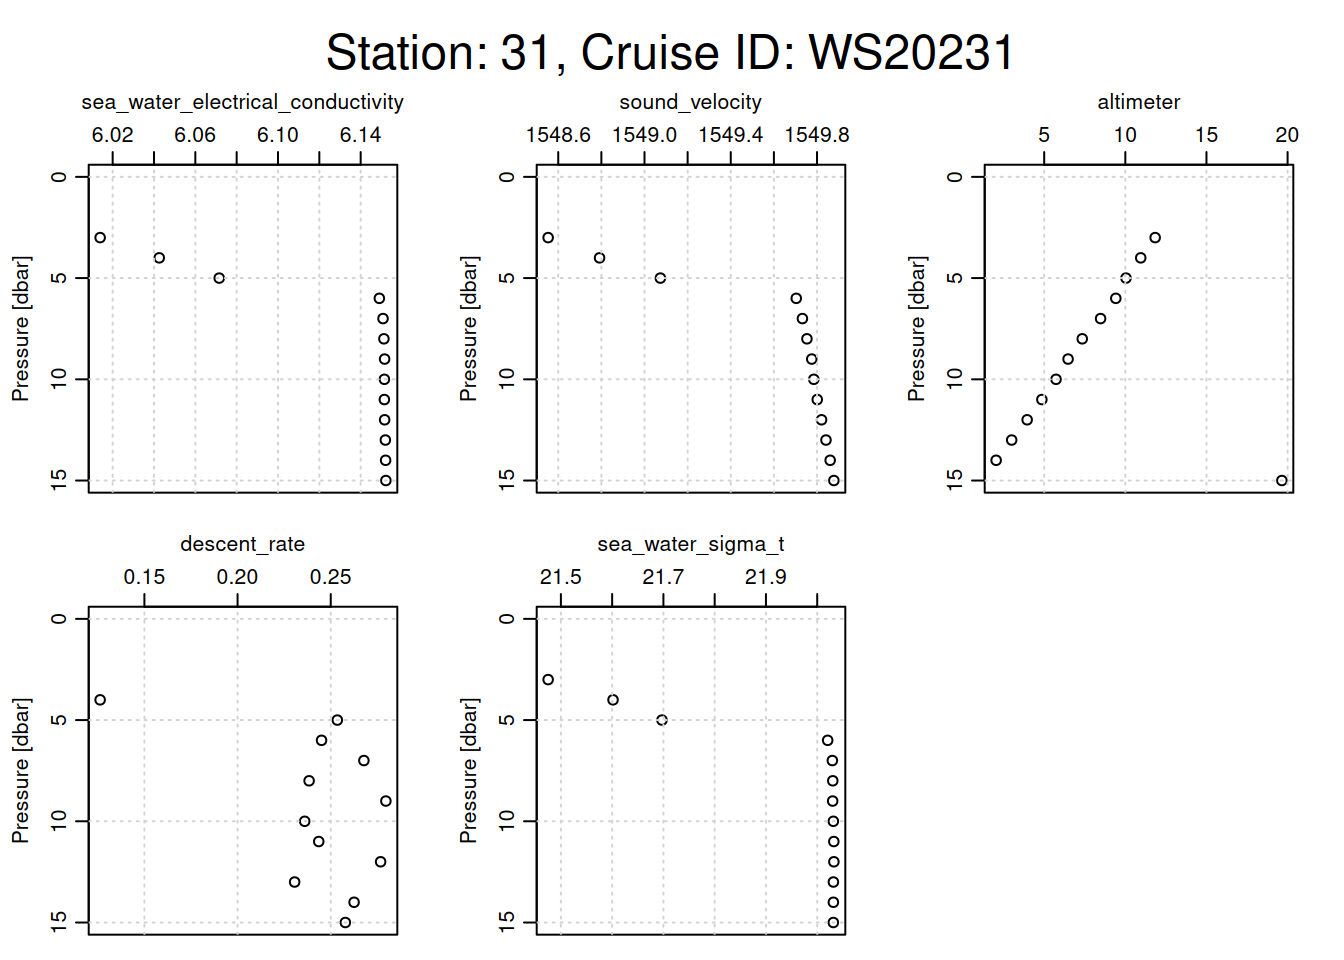 Station: 31, Cruise ID: WS20231
sea_water_electrical_conductivity
6.02 6.06 6.10 6.14
Pressure [dbar]
0
5
10
15
sound_velocity
1548.6 1549.0 1549.4 1549.8
Pressure [dbar]
0
5
10
15
altimeter
5 10 15 20
Pressure [dbar]
0
5
10
15
descent_rate
0.15 0.20 0.25
Pressure [dbar]
0
5
10
15
sea_water_sigma_t
21.5 21.7 21.9
Pressure [dbar]
0
5
10
15